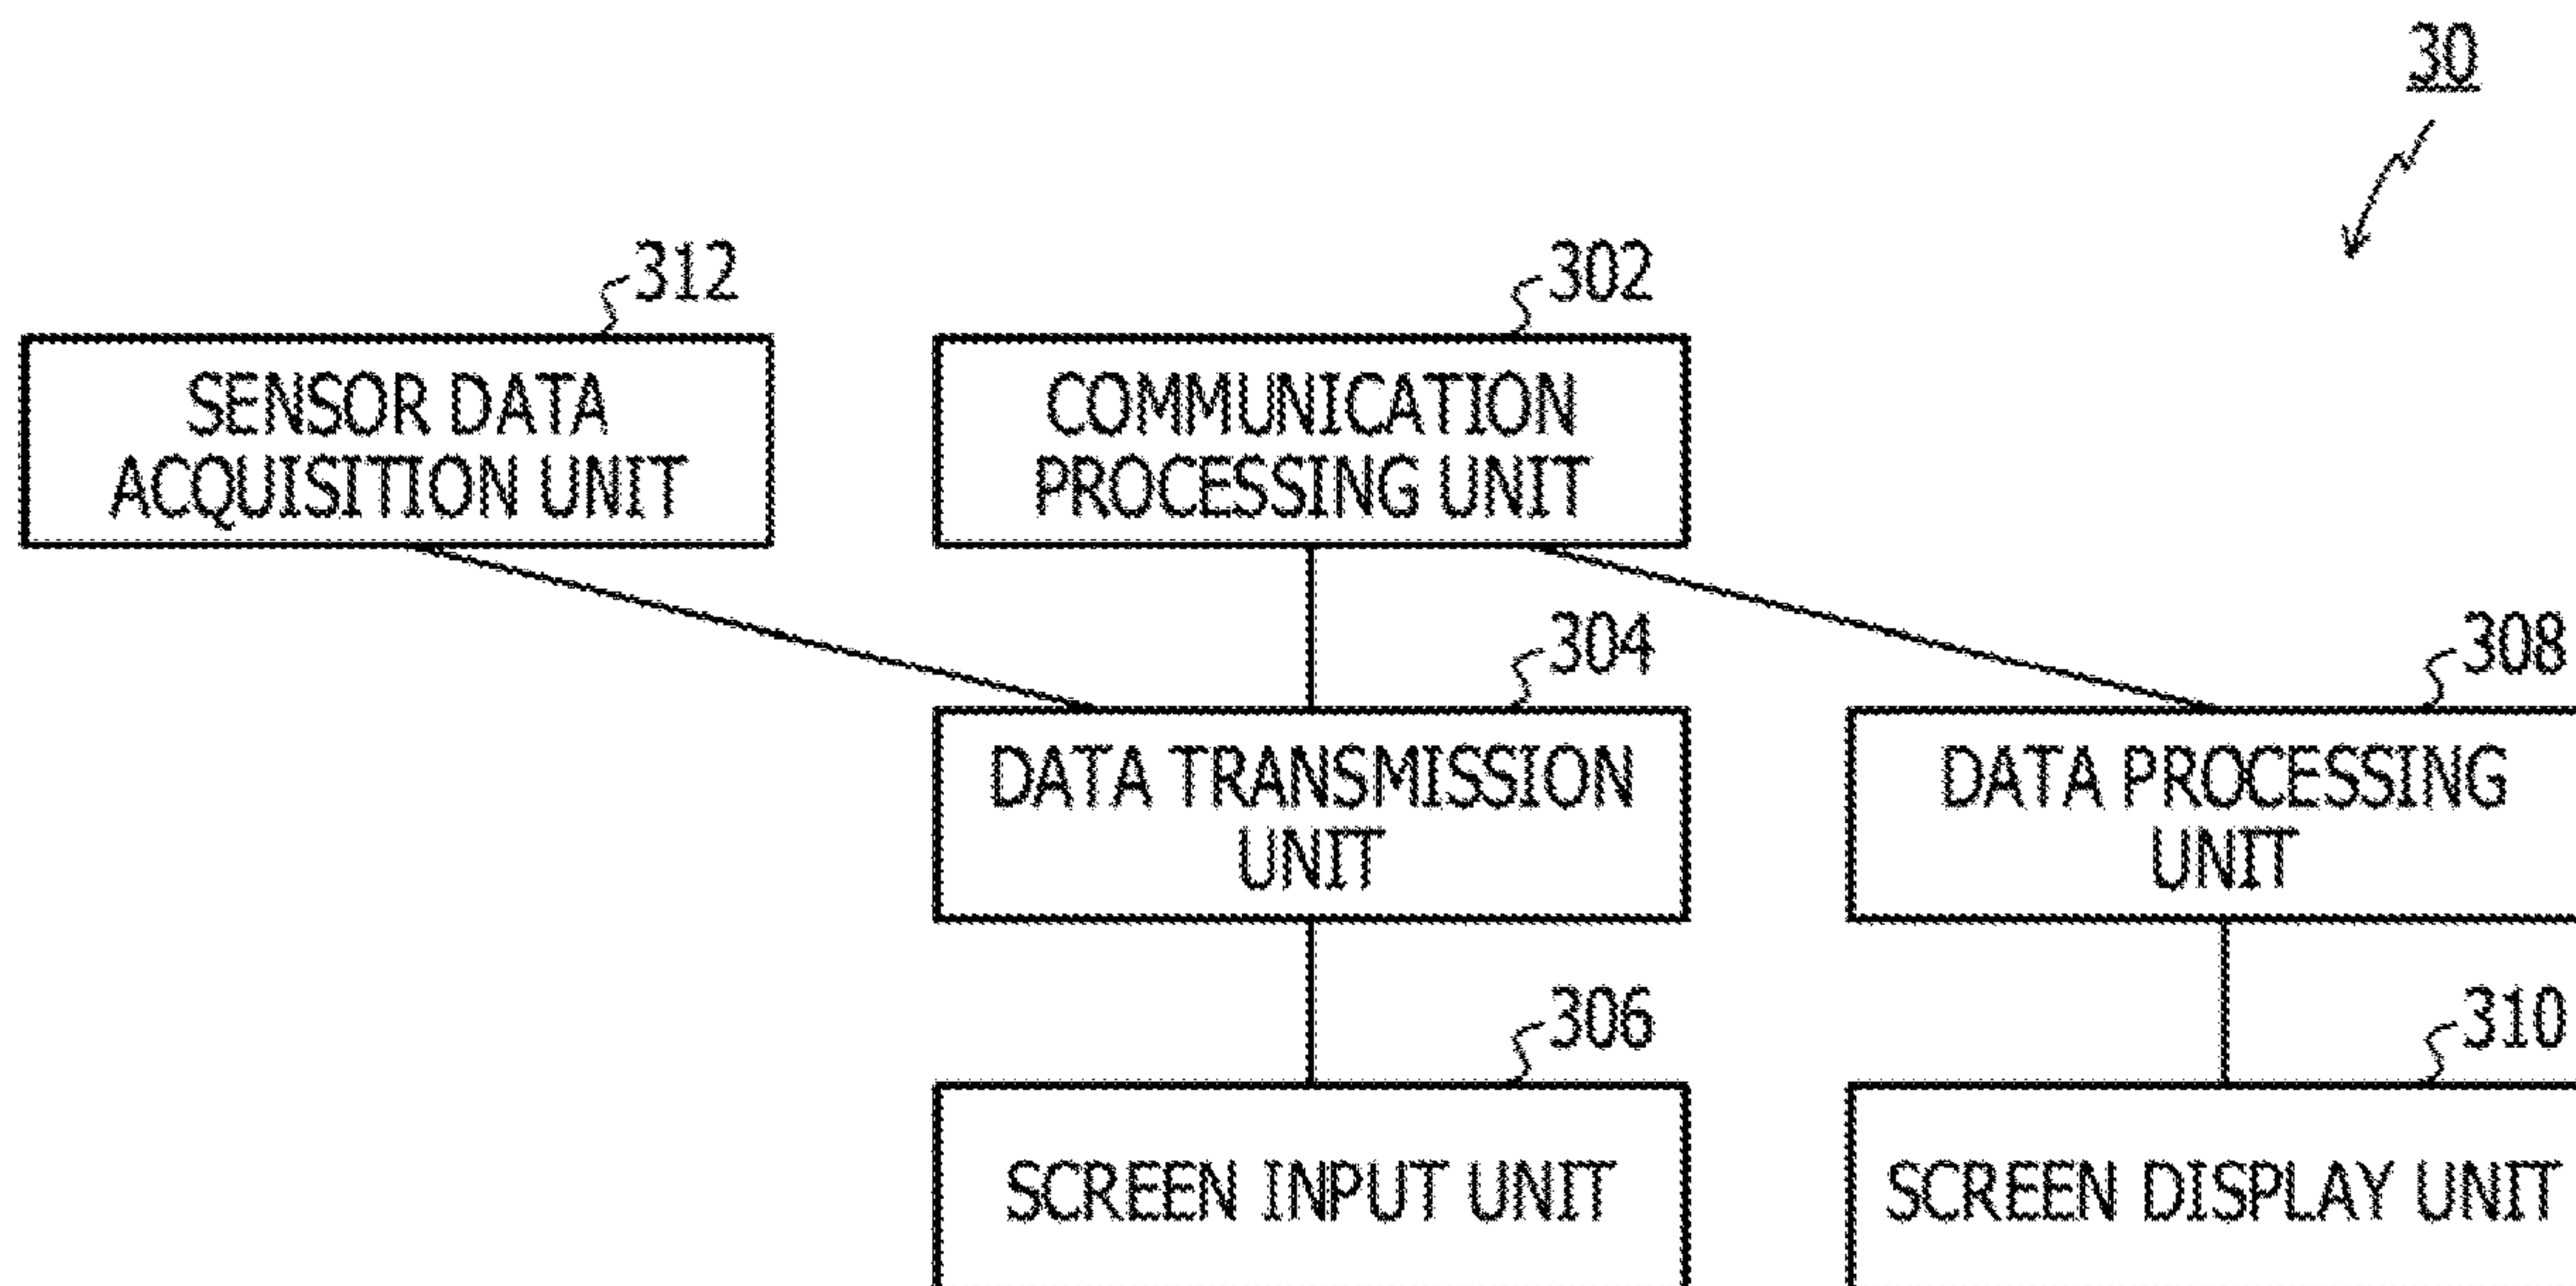 30
312
302
SENSOR DATA
ACQUISITION UNIT
COMMUNICATION
PROCESSING UNIT
304
308
DATA TRANSMISSION
UNIT
DATA PROCESSING
UNIT
306
310
SCREEN INPUT UNIT
SCREEN DISPLAY UNIT